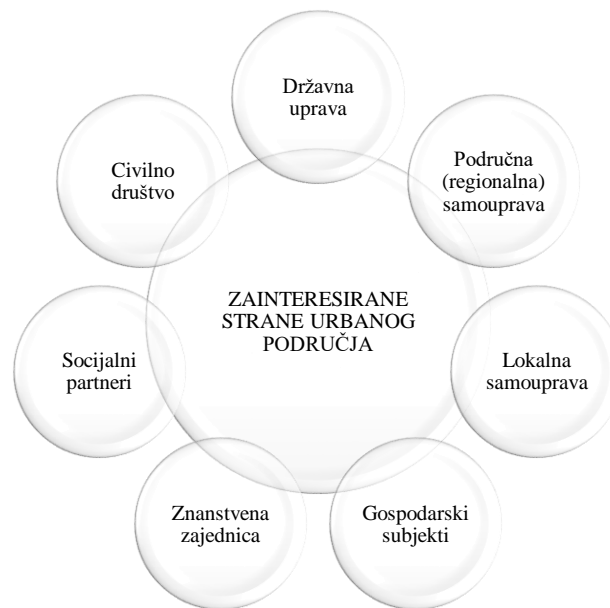 Državna
uprava
Područna
(regionalna)
samouprava
Lokalna
samouprava
Gospodarski
subjekti
Znanstvena
zajednica
Socijalni
partneri
Civilno
društvo
ZAINTERESIRANE
STRANE URBANOG
PODRUČJA